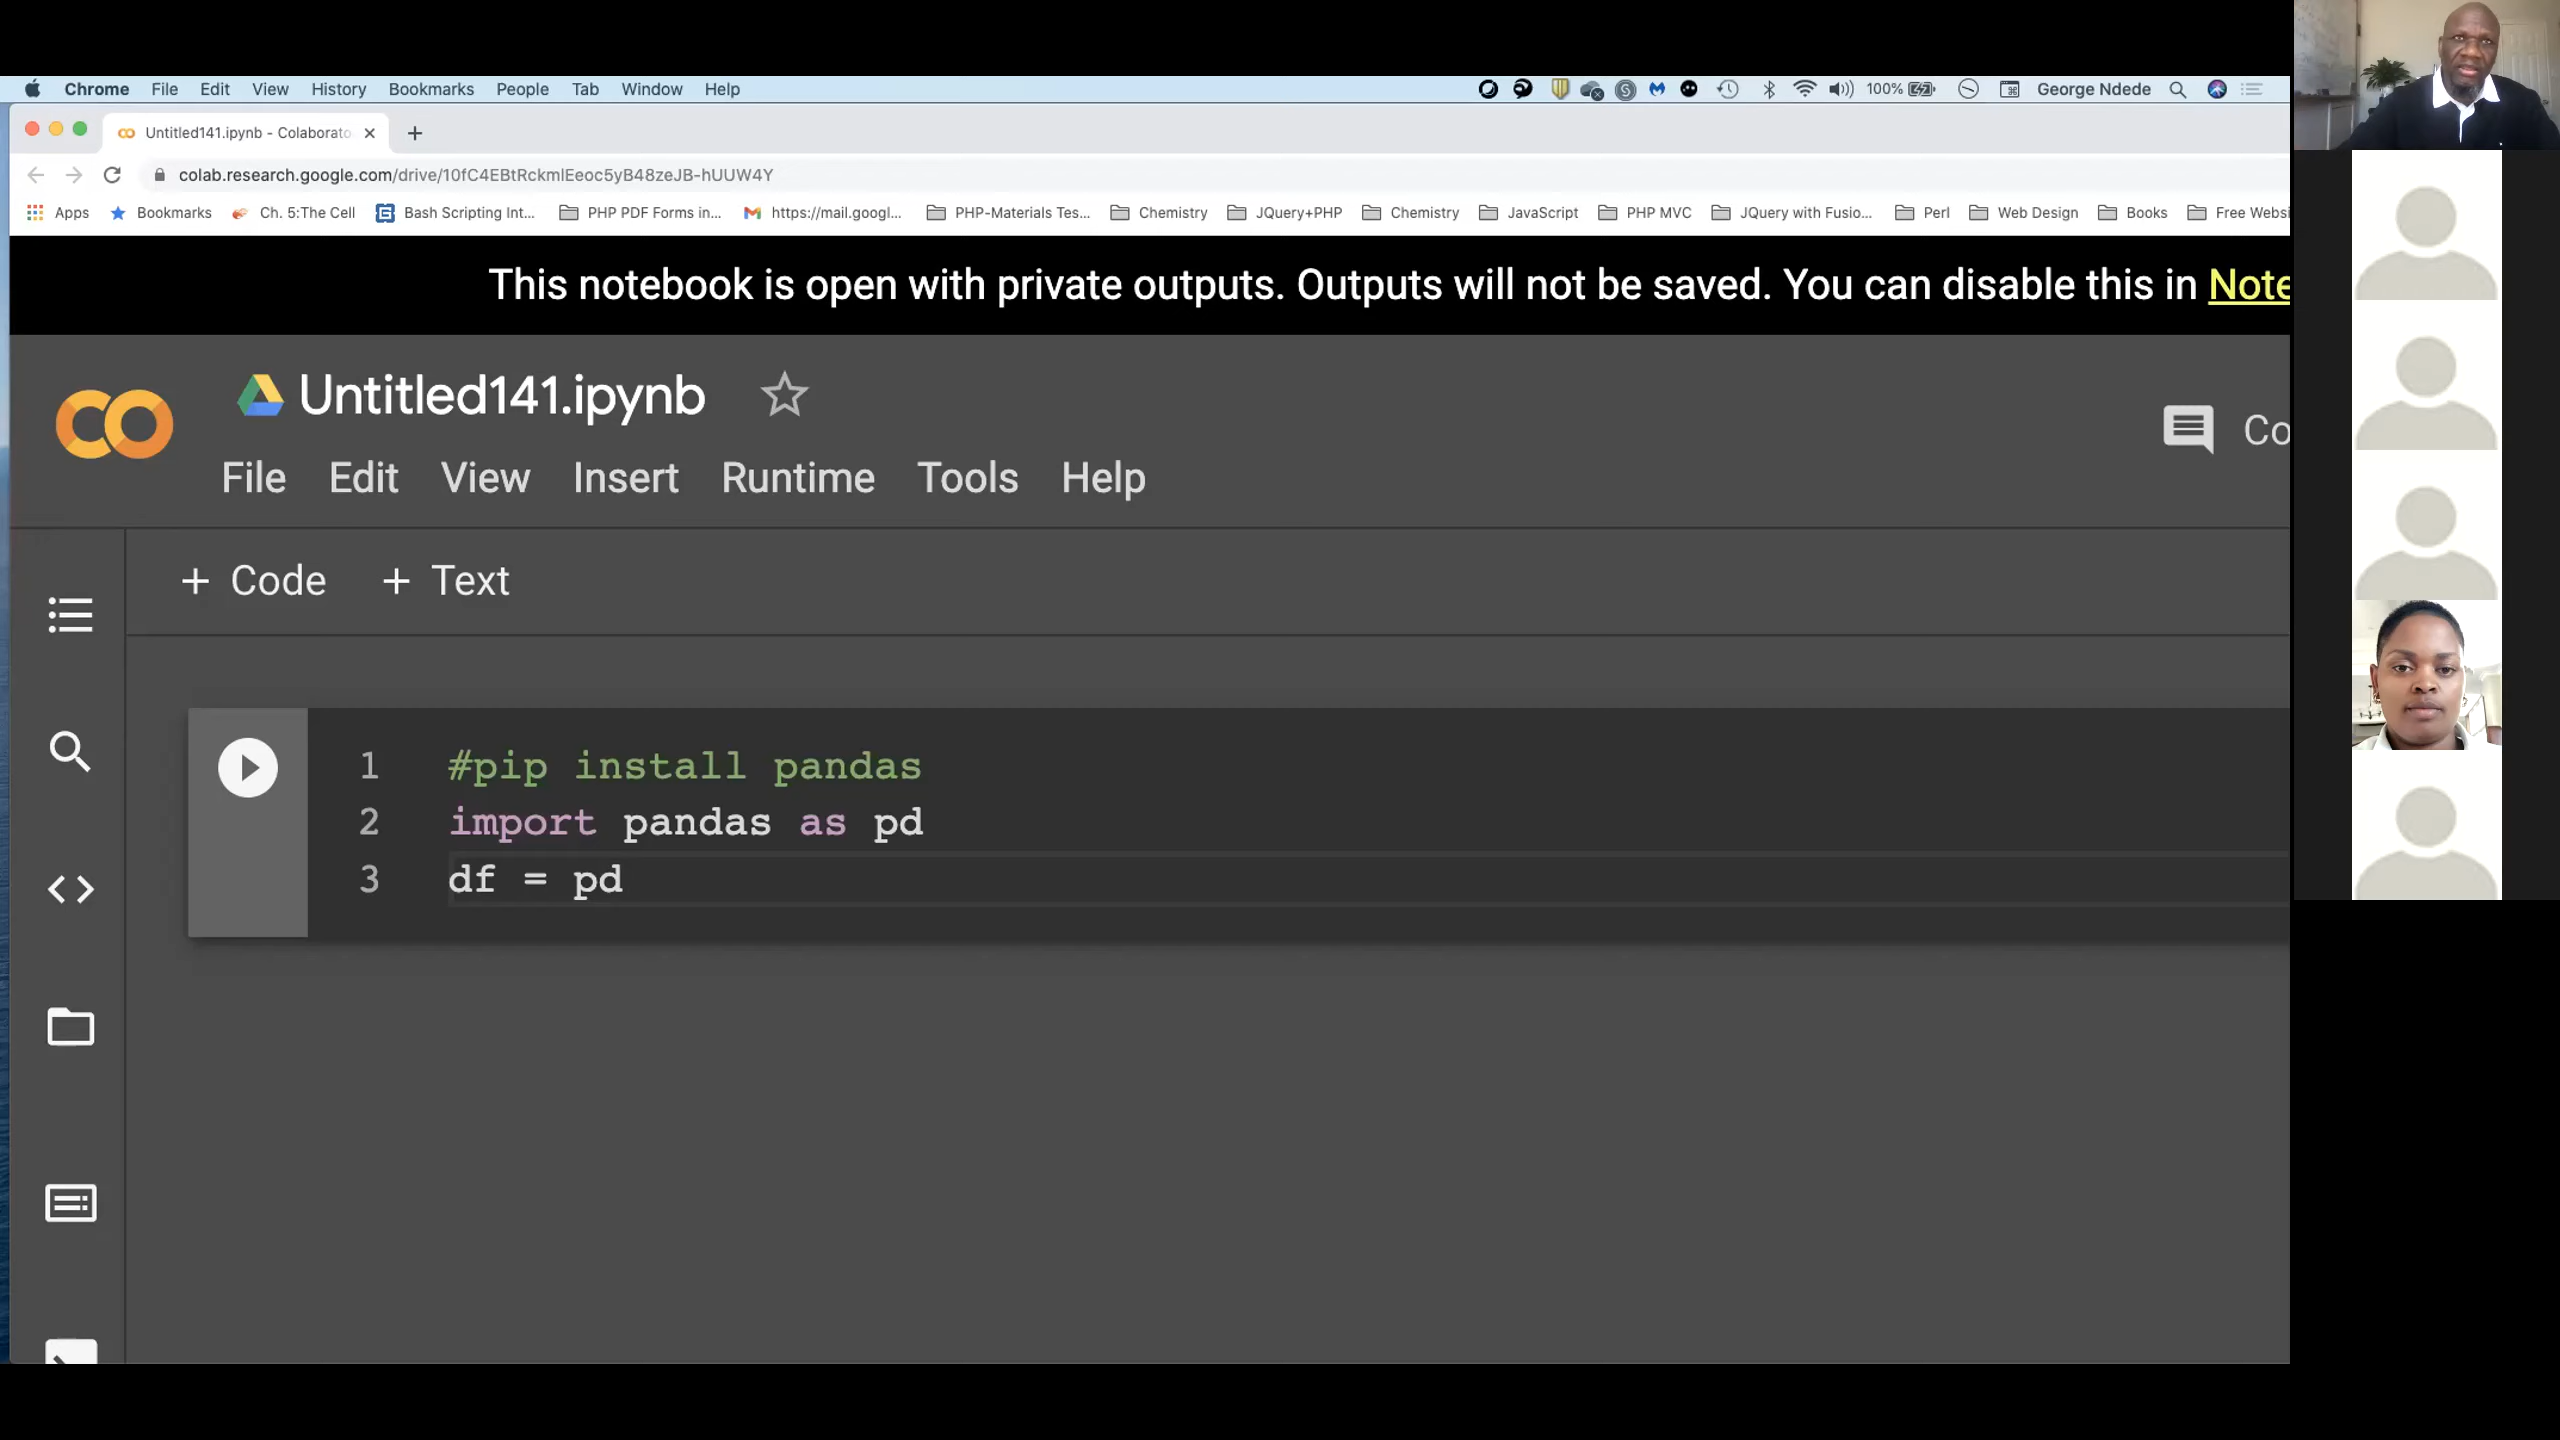 Chrome File Edit View History Bookmarks People Tab Window Help 100% George Ndede
Untitled141.ipynb - Colaborato
colab.research.google.com/drive/10fC4EBtRckmlEeoc5yB48zeJB-hUUW4Y
Apps Bookmarks Ch. 5:The Cell Bash Scripting Int... PHP PDF Forms in... https://mail.googl... PHP-Materials Tes... Chemistry JQuery+PHP Chemistry JavaScript PHP MVC JQuery with Fusio... Perl Web Design Books Free Websi
This notebook is open with private outputs. Outputs will not be saved. You can disable this in Note
CO Untitled141.ipynb
Co
File Edit View Insert Runtime Tools Help
+ Code + Text
1 #pip install pandas
2 import pandas as pd
3 df = pd